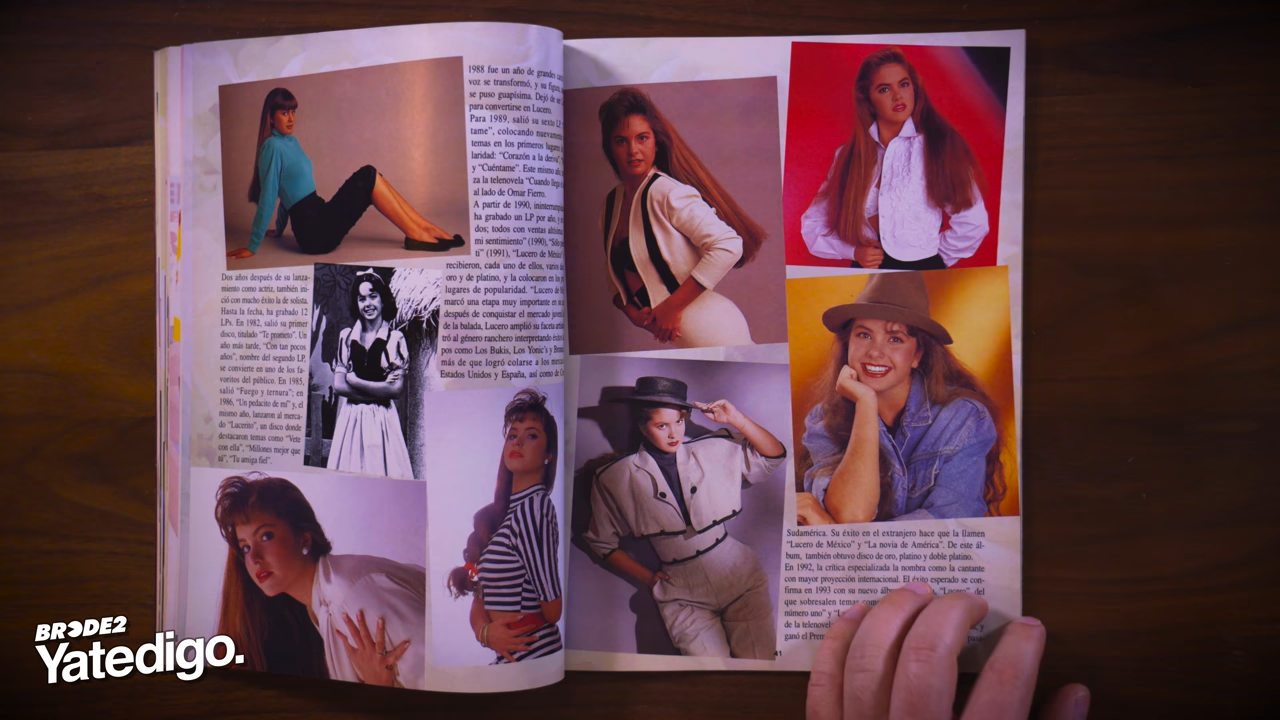 1988 fue un año de grandes
voz se transformó, y su figura
se puso guapísima. Dejó de
para convertirse en Lucero.
Para 1989, salió su sexto LP
tame", colocando nuevamente
temas en los primeros lugares
laridad: "Corazón a la deriva",
y "Cuéntame". Este mismo
za la telenovela "Cuando llega
al lado de Omar Fierro.
A partir de 1990,
ha grabado un LP por año, y
dos; todos con ventas altísimas
mi sentimiento" (1990), "Sólo
ti" (1991), "Lucero de México"
recibieron, cada uno de ellos, varios
oro y de platino, y la colocaron en los
lugares de popularidad. "Lucero de
marcó una etapa muy importante en su
después de conquistar el mercado
de la balada, Lucero amplió su faceta
tró al género ranchero interpretando
pos como Los Bukis, Los Yonic's y
más de que logró colarse a los
Estados Unidos y España, así como de
Dos años después de su lanza-
miento como actriz, también ini-
ció con mucho éxito la de solista.
Hasta la fecha, ha grabado 12
LPs. En 1982, salió su primer
disco, titulado "Te prometo". Un
año más tarde, "Con tan pocos
años", nombre del segundo LP,
se convierte en uno de los fa-
voritos del público. En 1985,
salió "Fuego y ternura"; en
1986, "Un pedacito de mí" y, el
mismo año, lanzaron al merca-
do "Lucerito", un disco donde
destacaron temas como "Vete
con ella", "Millones mejor que
tú", "Tu amiga fiel".
Sudamérica. Su éxito en el extranjero hace que la llamen
"Lucero de México" y "La novia de América". De este ál-
bum, también obtuvo disco de oro, platino y doble platino.
En 1992, la crítica especializada la nombra como la cantante
con mayor proyección internacional. El éxito esperado se con-
firma en 1993 con su nuevo "Lucero", del
que sobresalen temas como
número uno" y
de la telenovela
ganó el
41
BRODE2
Yatedigo.